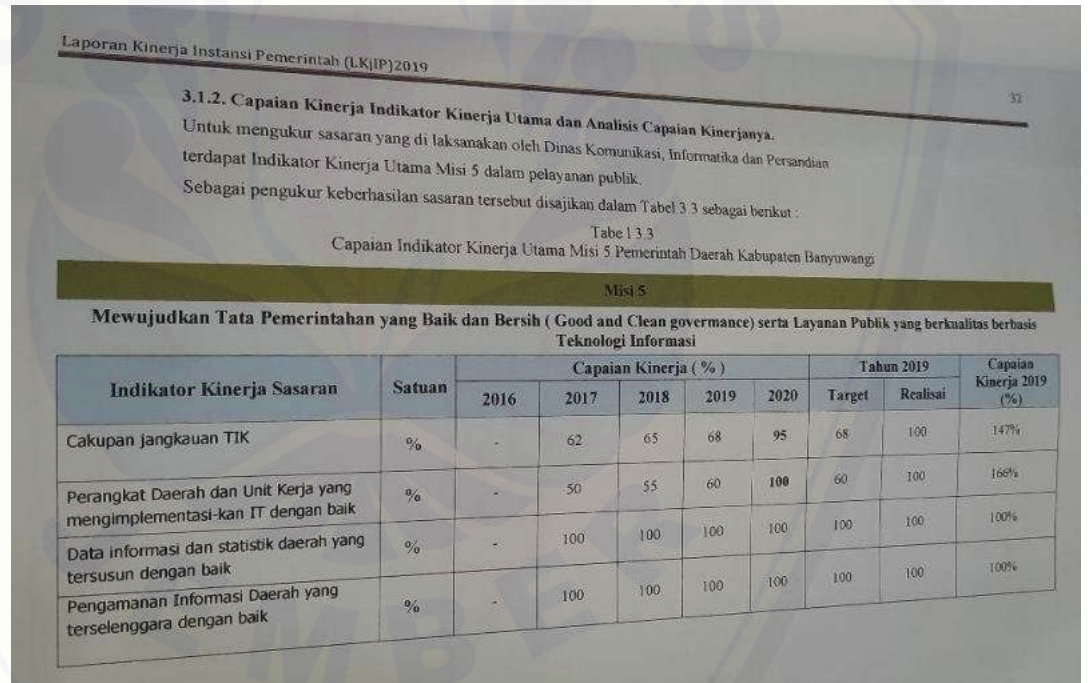 Laporan Kinerja Instansi Pemerintah (LKjIP)2019
32
3.1.2. Capaian Kinerja Indikator Kinerja Utama dan Analisis Capaian Kinerjanya.
Untuk mengukur sasaran yang di laksanakan oleh Dinas Komunikasi, Informatika dan Persandian
terdapat Indikator Kinerja Utama Misi 5 dalam pelayanan publik.
Sebagai pengukur keberhasilan sasaran tersebut disajikan dalam Tabel 3 3 sebagai berikut :
Tabe l 3.3
Capaian Indikator Kinerja Utama Misi 5 Pemerintah Daerah Kabupaten Banyuwangi
Misi 5
Mewujudkan Tata Pemerintahan yang Baik dan Bersih ( Good and Clean govermance) serta Layanan Publik yang berkualitas berbasis
Teknologi Informasi
Indikator Kinerja Sasaran Satuan Capaian Kinerja ( % ) Tahun 2019 Capaian Kinerja 2019 (%)
2016 2017 2018 2019 2020 Target Realisai
Cakupan jangkauan TIK % - 62 65 68 95 68 100 147%
Perangkat Daerah dan Unit Kerja yang % - 50 55 60 100 60 100 166%
mengimplementasi-kan IT dengan baik
Data informasi dan statistik daerah yang % - 100 100 100 100 100 100 100%
tersusun dengan baik
Pengamanan Informasi Daerah yang % - 100 100 100 100 100 100 100%
terselenggara dengan baik